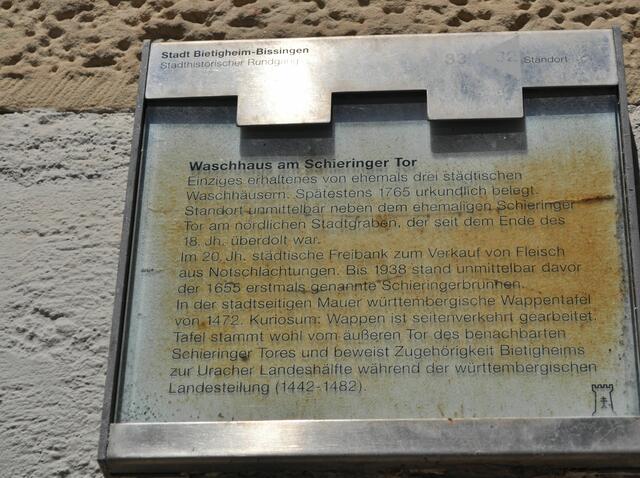 Stadt Bietigheim-Bissingen
Stadthistorischer Rundgang
33 32 Standort
Waschhaus am Schieringer Tor
Einziges erhaltenes von ehemals drei städtischen
Waschhäusern. Spätestens 1765 urkundlich belegt.
Standort unmittelbar neben dem ehemaligen Schieringer
Tor am nördlichen Stadtgraben, der seit dem Ende des
18. Jh. überdolt war.
Im 20. Jh. städtische Freibank zum Verkauf von Fleisch
aus Notschlachtungen. Bis 1938 stand unmittelbar davor
der 1655 erstmals genannte Schieringerbrunnen.
In der stadtseitigen Mauer württembergische Wappentafel
von 1472. Kuriosum: Wappen ist seitenverkehrt gearbeitet.
Tafel stammt wohl vom äußeren Tor des benachbarten
Schieringer Tores und beweist Zugehörigkeit Bietigheims
zur Uracher Landeshälfte während der württembergischen
Landesteilung (1442-1482).